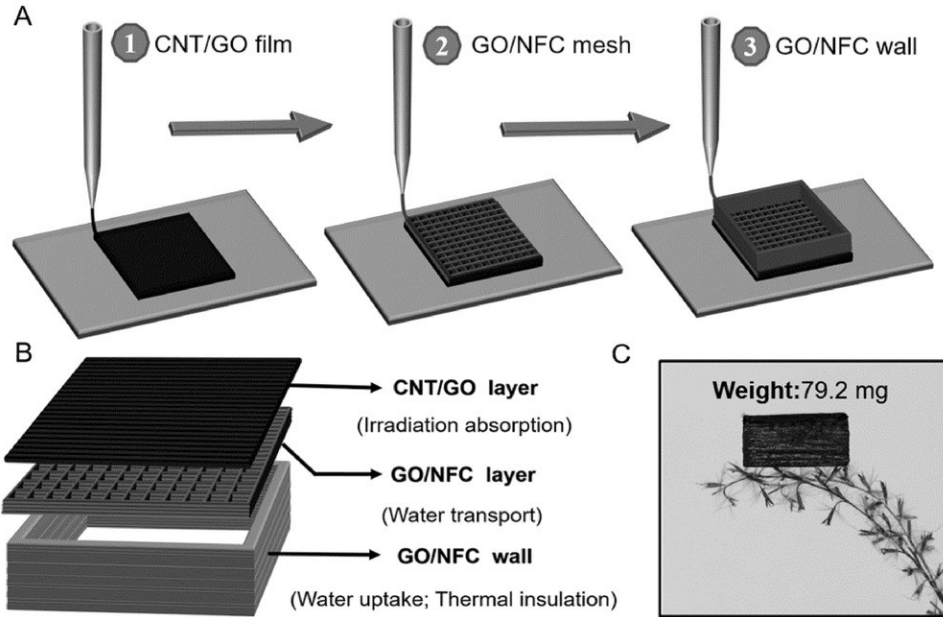 A
1 CNT/GO film
2 GO/NFC mesh
3 GO/NFC wall
B
CNT/GO layer
(Irradiation absorption)
GO/NFC layer
(Water transport)
GO/NFC wall
(Water uptake; Thermal insulation)
C
Weight:79.2 mg